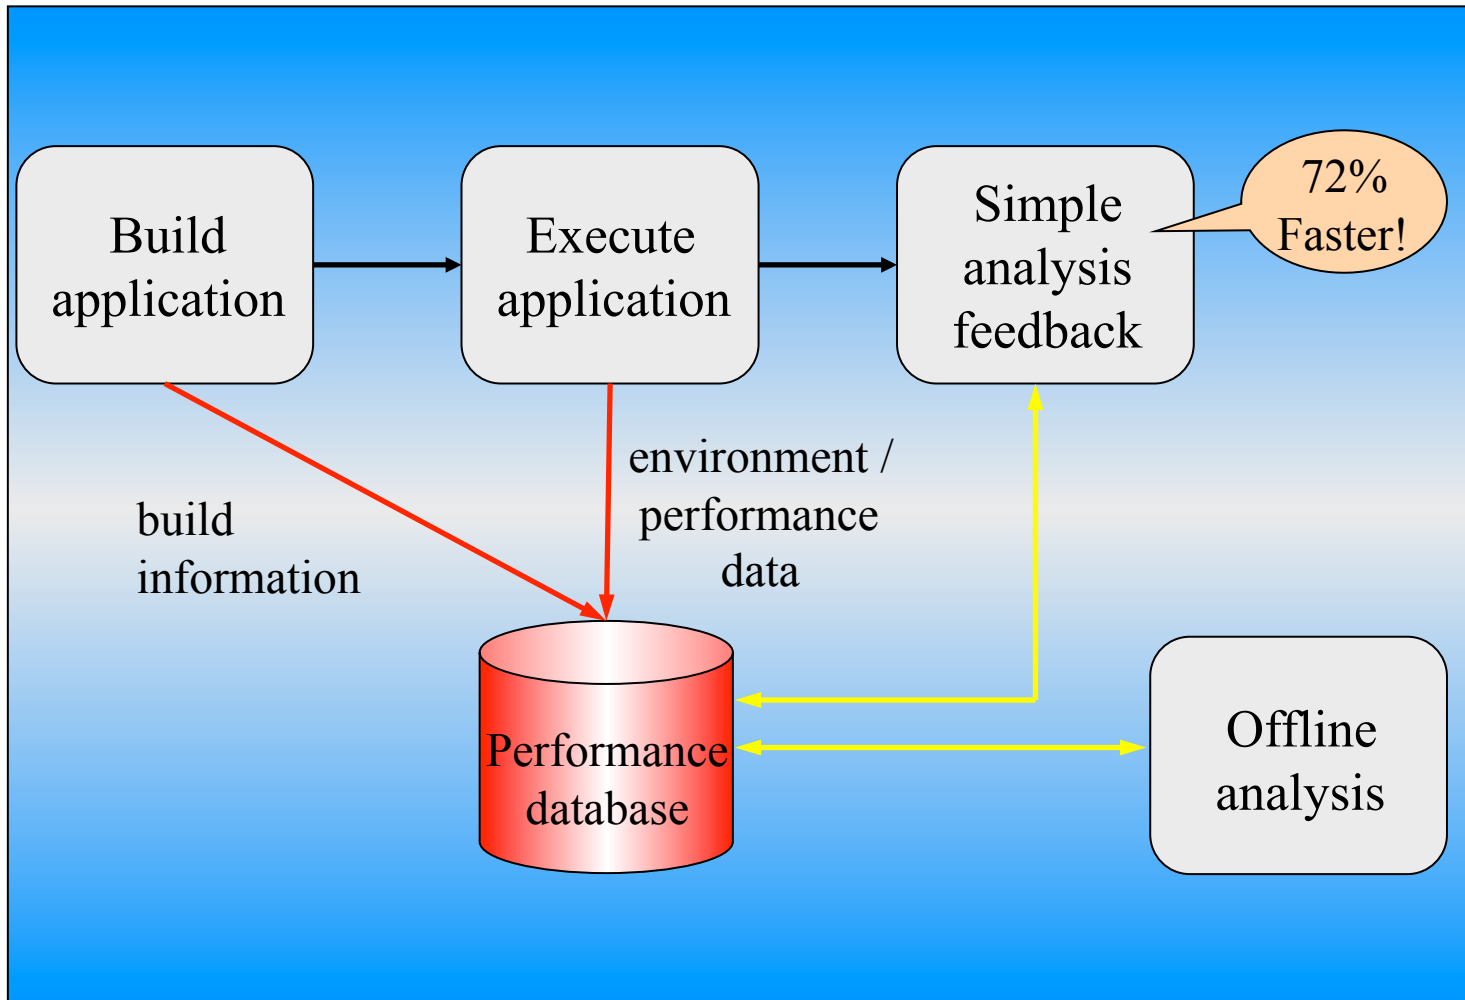 Build
application
Execute
application
Simple
analysis
feedback
72%
Faster!
build
information
environment /
performance
data
Performance
database
Offline
analysis